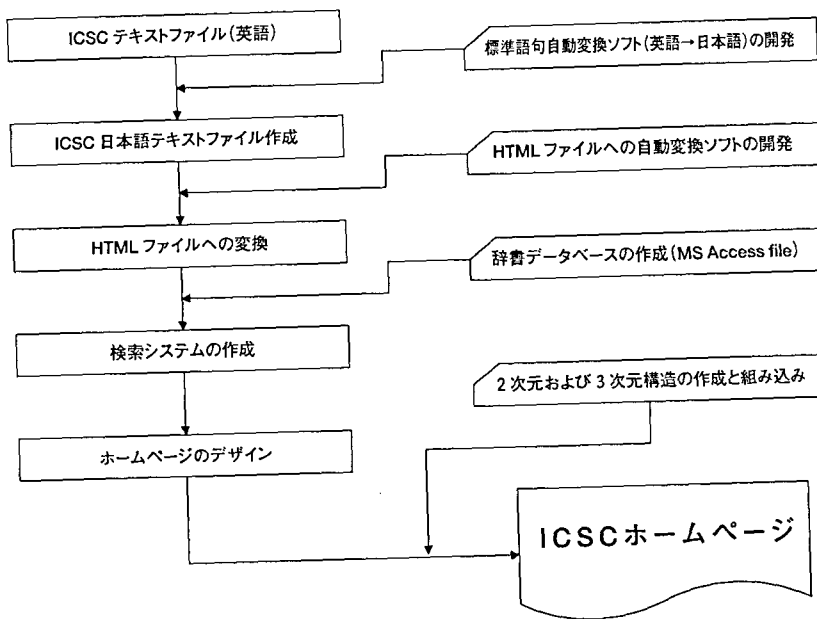 ICSC テキストファイル(英語)
標準語句自動変換ソフト(英語→日本語)の開発
ICSC 日本語テキストファイル作成
HTML ファイルへの自動変換ソフトの開発
HTML ファイルへの変換
辞書データベースの作成(MS Access file)
検索システムの作成
2 次元および 3 次元構造の作成と組み込み
ホームページのデザイン
ICSCホームページ